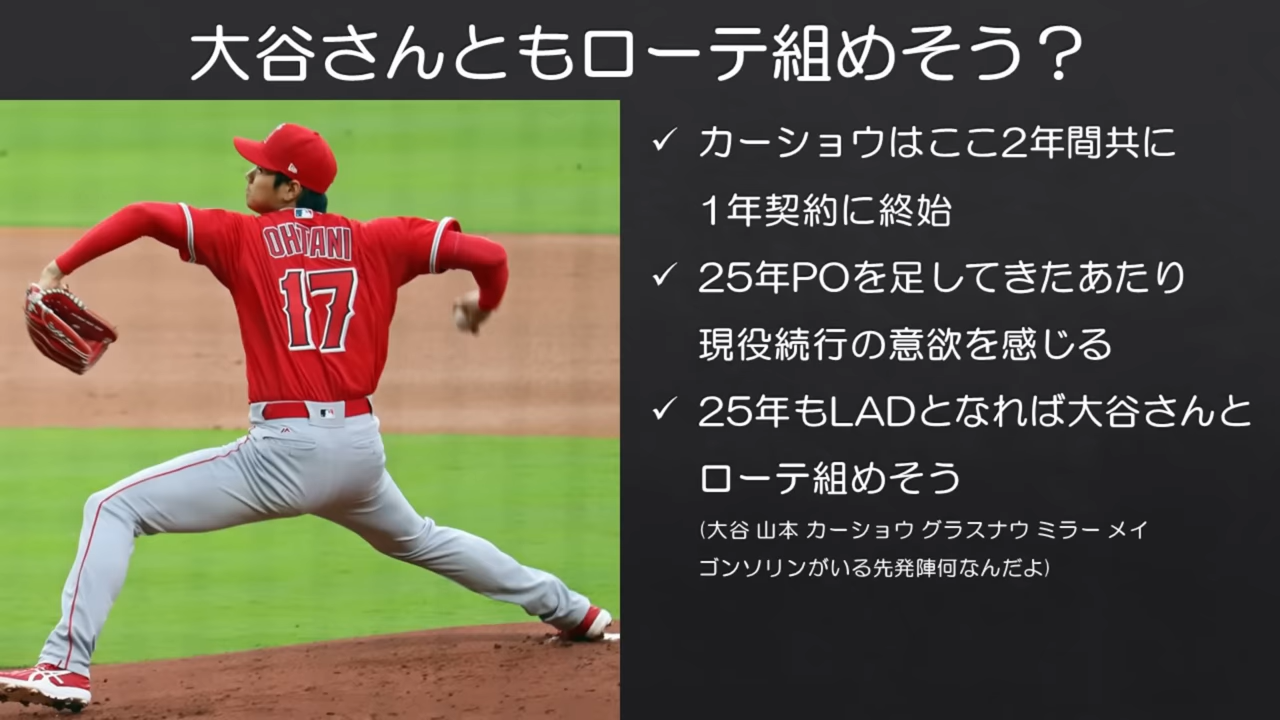 大谷さんともローテ組めそう？
OHTANI
17
✓ カーショウはここ2年間共に
1年契約に終始
✓ 25年POを足してきたあたり
現役続行の意欲を感じる
✓ 25年もLADとなれば大谷さんと
ローテ組めそう
(大谷 山本 カーショウ グラスナウ ミラー メイ
ゴンソリンがいる先発陣何なんだよ)